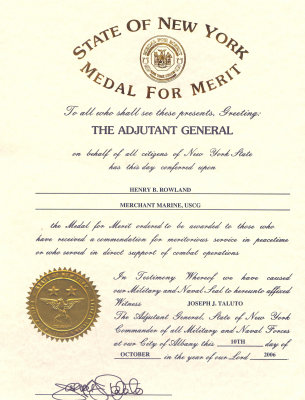 STATE OF NEW YORK
MEDAL FOR MERIT
To all who shall see these presents, Greeting:
THE ADJUTANT GENERAL
on behalf of all citizens of New York State
has this day conferred upon
HENRY B. ROWLAND
MERCHANT MARINE, USCG
the Medal for Merit ordered to be awarded to those who
have received a commendation for meritorious service in peacetime
or who served in direct support of combat operations
In Testimony Whereof we have caused
our Military and Naval Seal to hereunto affixed
Witness JOSEPH J. TALUTO
The Adjutant General, State of New York
Commander of all Military and Naval Forces
at our City of Albany this 10TH day of
OCTOBER in the year of our Lord 2006